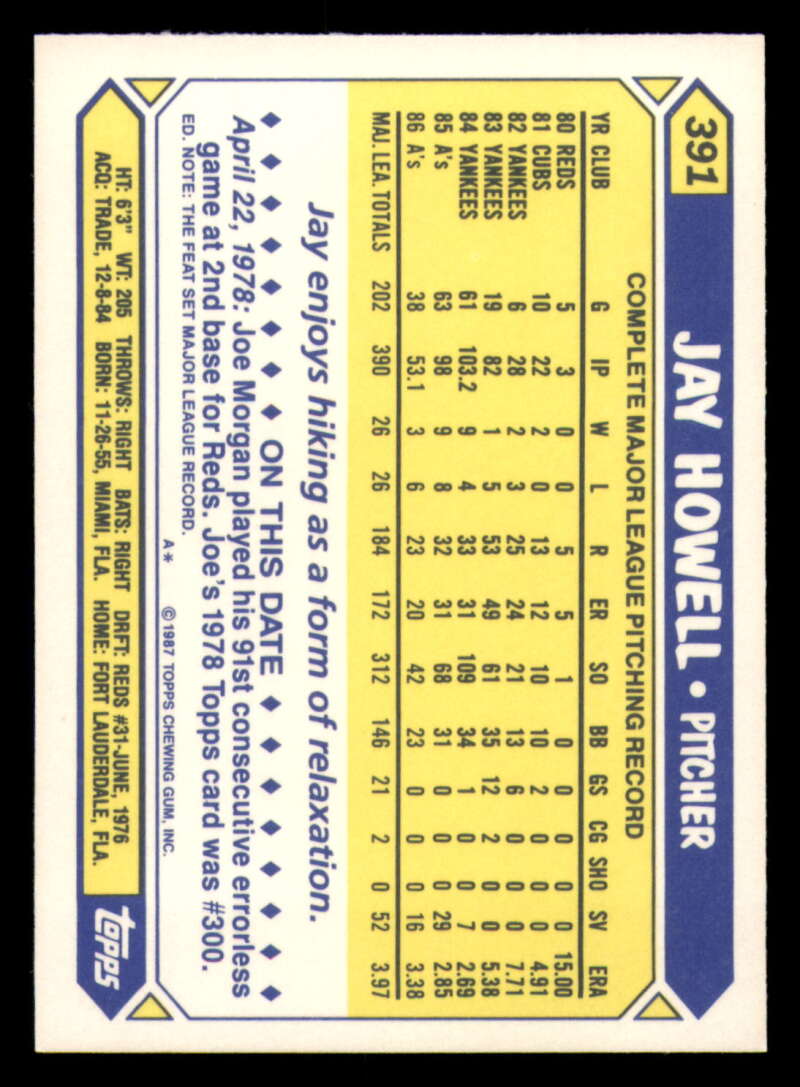 391
JAY HOWELL • PITCHER
COMPLETE MAJOR LEAGUE PITCHING RECORD
YR CLUB G IP W L R ER SO BB GS CG SHO SV ERA
80 REDS 5 3 0 0 5 5 1 0 0 0 0 0 15.00
81 CUBS 10 22 2 0 13 12 10 10 2 0 0 0 4.91
82 YANKEES 6 28 2 3 25 24 21 13 6 0 0 0 7.71
83 YANKEES 19 82 1 5 53 49 61 35 12 2 0 0 5.38
84 YANKEES 61 103.2 9 4 33 31 109 34 1 0 0 7 2.69
85 A's 63 98 9 8 32 31 68 31 0 0 0 29 2.85
86 A's 38 53.1 3 6 23 20 42 23 0 0 0 16 3.38
MAJ. LEA. TOTALS 202 390 26 26 184 172 312 146 21 2 0 52 3.97
Jay enjoys hiking as a form of relaxation.
◆ ◆ ◆ ◆ ◆ ◆ ◆ ◆ ON THIS DATE ◆ ◆ ◆ ◆ ◆ ◆ ◆ ◆
April 22, 1978: Joe Morgan played his 91st consecutive errorless
game at 2nd base for Reds. Joe's 1978 Topps card was #300.
ED. NOTE: THE FEAT SET MAJOR LEAGUE RECORD.
A* ©1987 TOPPS CHEWING GUM, INC.
HT: 6'3" WT: 205 THROWS: RIGHT BATS: RIGHT DRFT: REDS #31-JUNE, 1976
ACQ: TRADE, 12-8-84 BORN: 11-26-55, MIAMI, FLA. HOME: FORT LAUDERDALE, FLA.
topps